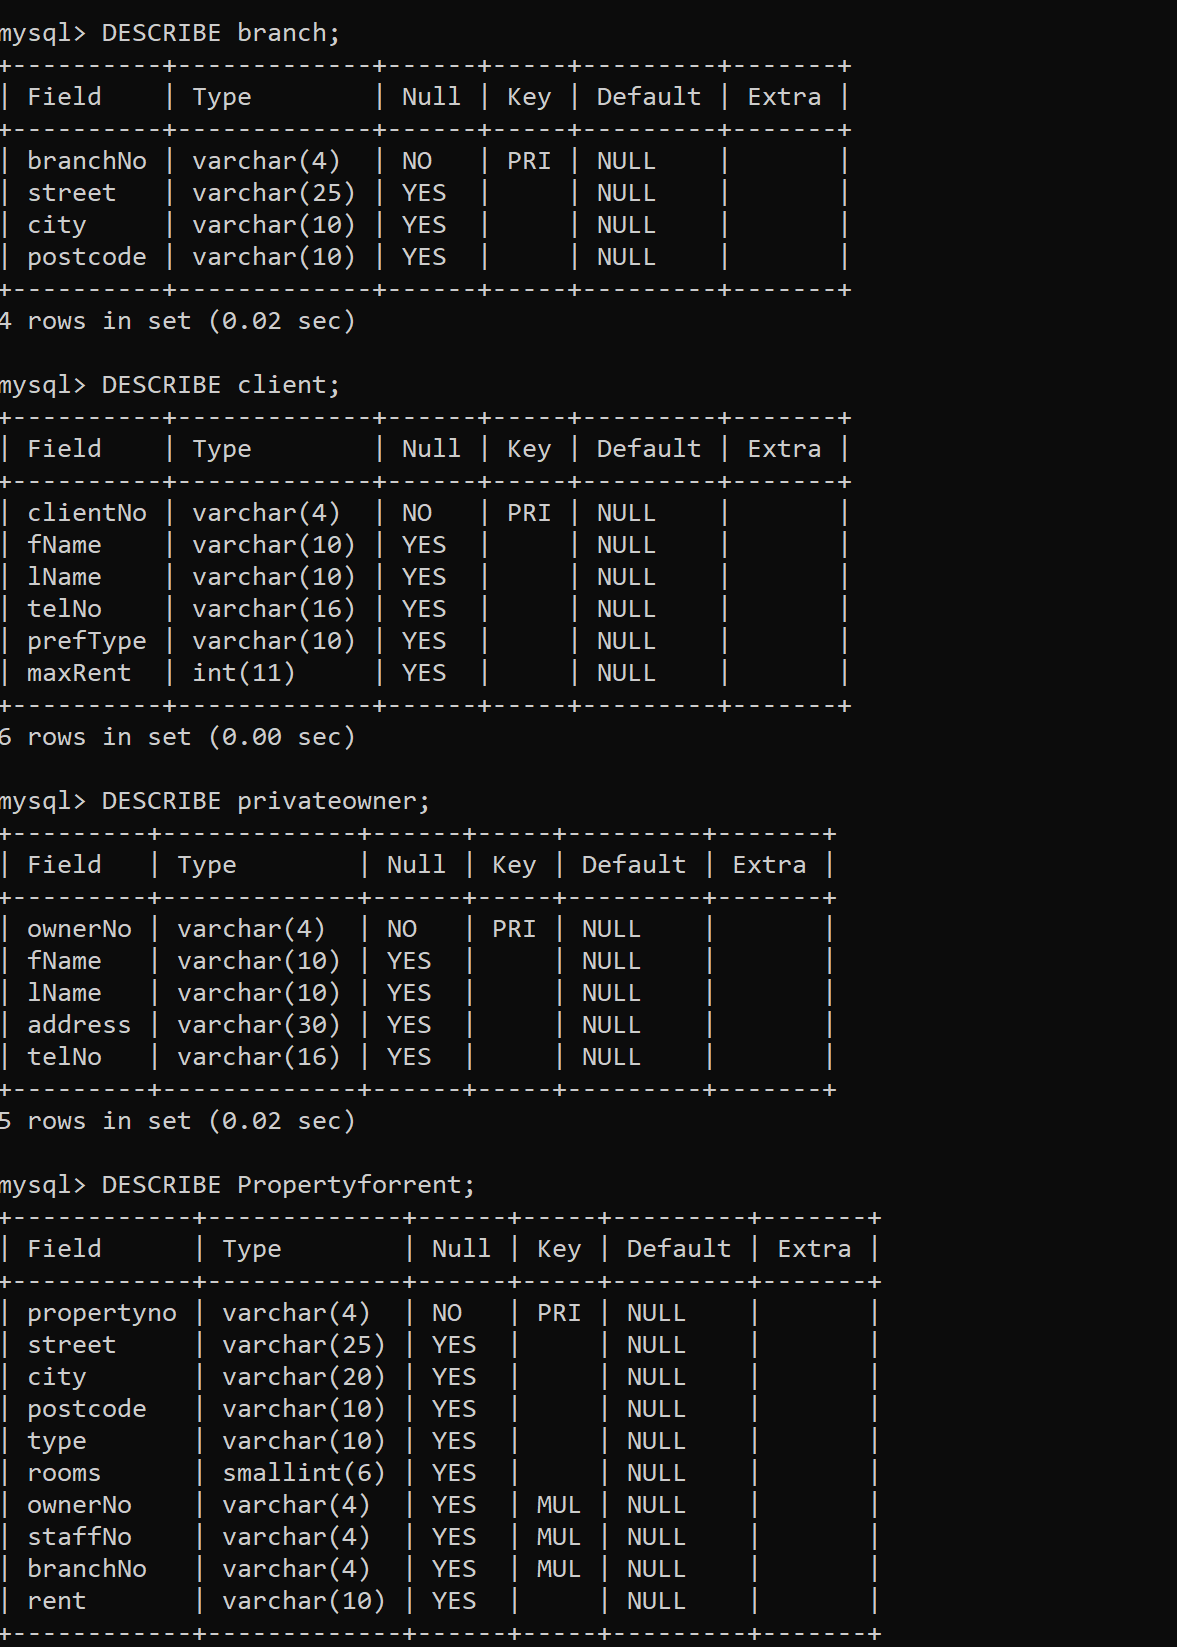 mysql> DESCRIBE branch;
+----------+-------------+------+-----+---------+-------+
| Field    | Type        | Null | Key | Default | Extra |
+----------+-------------+------+-----+---------+-------+
| branchNo | varchar(4)  | NO   | PRI | NULL    |       |
| street   | varchar(25) | YES  |     | NULL    |       |
| city     | varchar(10) | YES  |     | NULL    |       |
| postcode | varchar(10) | YES  |     | NULL    |       |
+----------+-------------+------+-----+---------+-------+
4 rows in set (0.02 sec)

mysql> DESCRIBE client;
+----------+-------------+------+-----+---------+-------+
| Field    | Type        | Null | Key | Default | Extra |
+----------+-------------+------+-----+---------+-------+
| clientNo | varchar(4)  | NO   | PRI | NULL    |       |
| fName    | varchar(10) | YES  |     | NULL    |       |
| lName    | varchar(10) | YES  |     | NULL    |       |
| telNo    | varchar(16) | YES  |     | NULL    |       |
| prefType | varchar(10) | YES  |     | NULL    |       |
| maxRent  | int(11)     | YES  |     | NULL    |       |
+----------+-------------+------+-----+---------+-------+
6 rows in set (0.00 sec)

mysql> DESCRIBE privateowner;
+---------+-------------+------+-----+---------+-------+
| Field   | Type        | Null | Key | Default | Extra |
+---------+-------------+------+-----+---------+-------+
| ownerNo | varchar(4)  | NO   | PRI | NULL    |       |
| fName   | varchar(10) | YES  |     | NULL    |       |
| lName   | varchar(10) | YES  |     | NULL    |       |
| address | varchar(30) | YES  |     | NULL    |       |
| telNo   | varchar(16) | YES  |     | NULL    |       |
+---------+-------------+------+-----+---------+-------+
5 rows in set (0.02 sec)

mysql> DESCRIBE Propertyforrent;
+------------+-------------+------+-----+---------+-------+
| Field      | Type        | Null | Key | Default | Extra |
+------------+-------------+------+-----+---------+-------+
| propertyno | varchar(4)  | NO   | PRI | NULL    |       |
| street     | varchar(25) | YES  |     | NULL    |       |
| city       | varchar(20) | YES  |     | NULL    |       |
| postcode   | varchar(10) | YES  |     | NULL    |       |
| type       | varchar(10) | YES  |     | NULL    |       |
| rooms      | smallint(6) | YES  |     | NULL    |       |
| ownerNo    | varchar(4)  | YES  | MUL | NULL    |       |
| staffNo    | varchar(4)  | YES  | MUL | NULL    |       |
| branchNo   | varchar(4)  | YES  | MUL | NULL    |       |
| rent       | varchar(10) | YES  |     | NULL    |       |
+------------+-------------+------+-----+---------+-------+